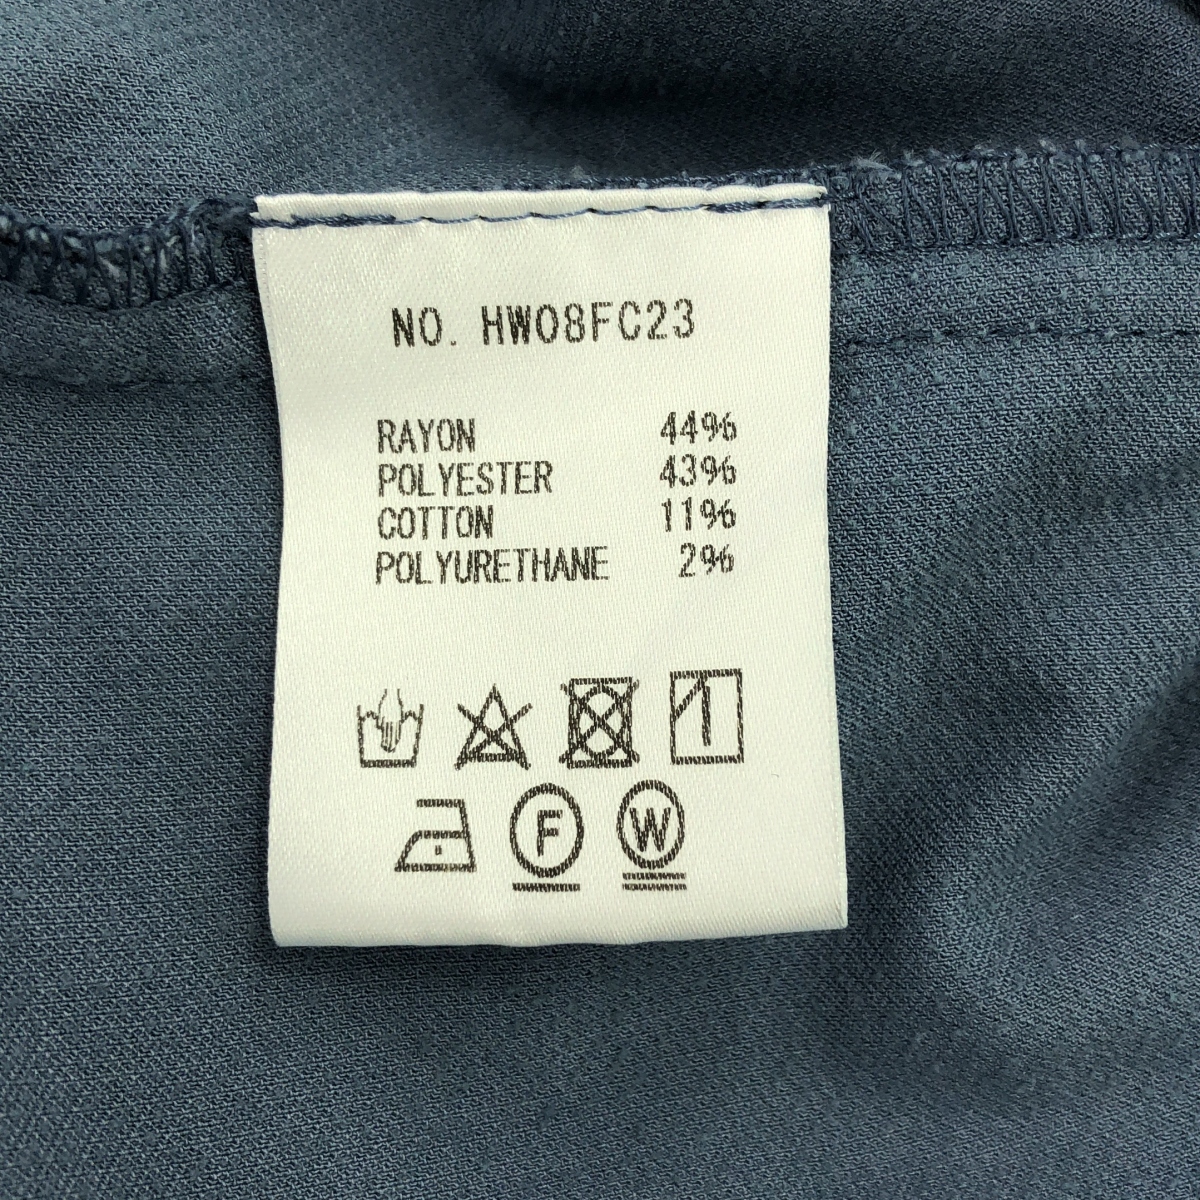 NO. HW08FC23
RAYON 44%
POLYESTER 43%
COTTON 11%
POLYURETHANE 2%
F W